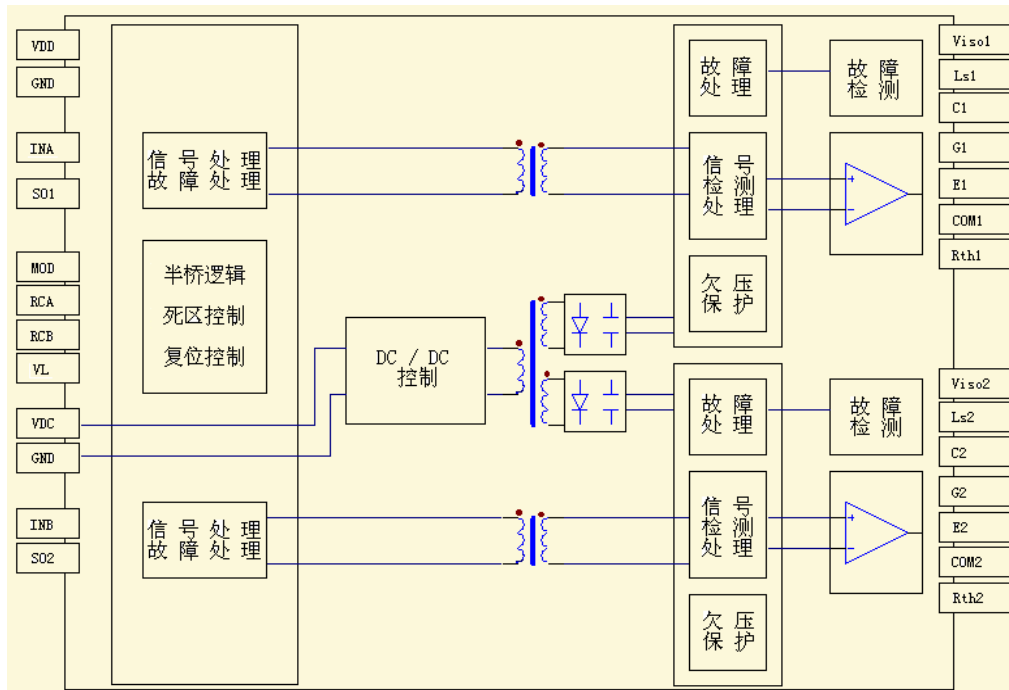 VDD
GND
INA
SO1
MOD
RCA
RCB
VL
VDC
GND
INB
SO2
信号处理
故障处理
半桥逻辑
死区控制
复位控制
信号处理
故障处理
DC / DC
控制
故障
处理
信号
检测
处理
欠压
保护
故障
检测
+
−
故障
处理
信号
检测
处理
欠压
保护
故障
检测
+
−
Viso1
Ls1
C1
G1
E1
COM1
Rth1
Viso2
Ls2
C2
G2
E2
COM2
Rth2